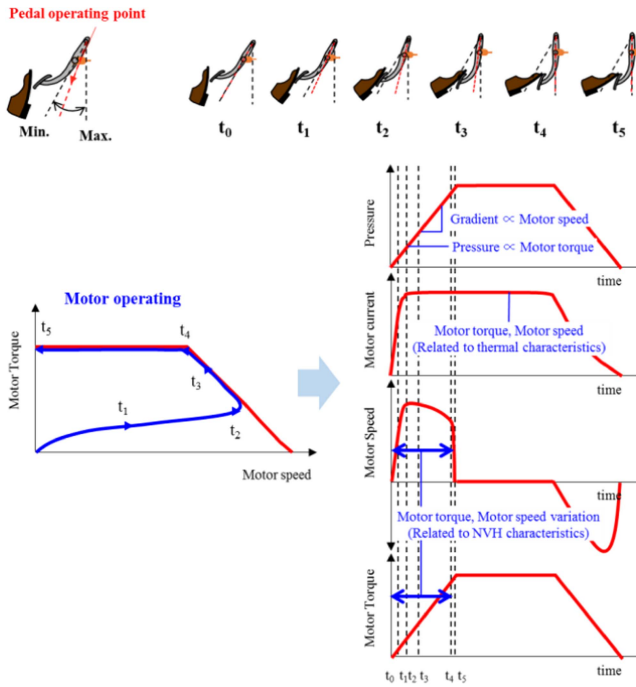 Pedal operating point
Min.
Max.
t0
t1
t2
t3
t4
t5
Pressure
Gradient ∝ Motor speed
Pressure ∝ Motor torque
time
Motor operating
Motor Torque
t5
t4
t3
t1
t2
Motor speed
Motor current
Motor torque, Motor speed
(Related to thermal characteristics)
time
Motor Speed
time
Motor torque, Motor speed variation
(Related to NVH characteristics)
Motor Torque
time
t0
t1
t2
t3
t4
t5